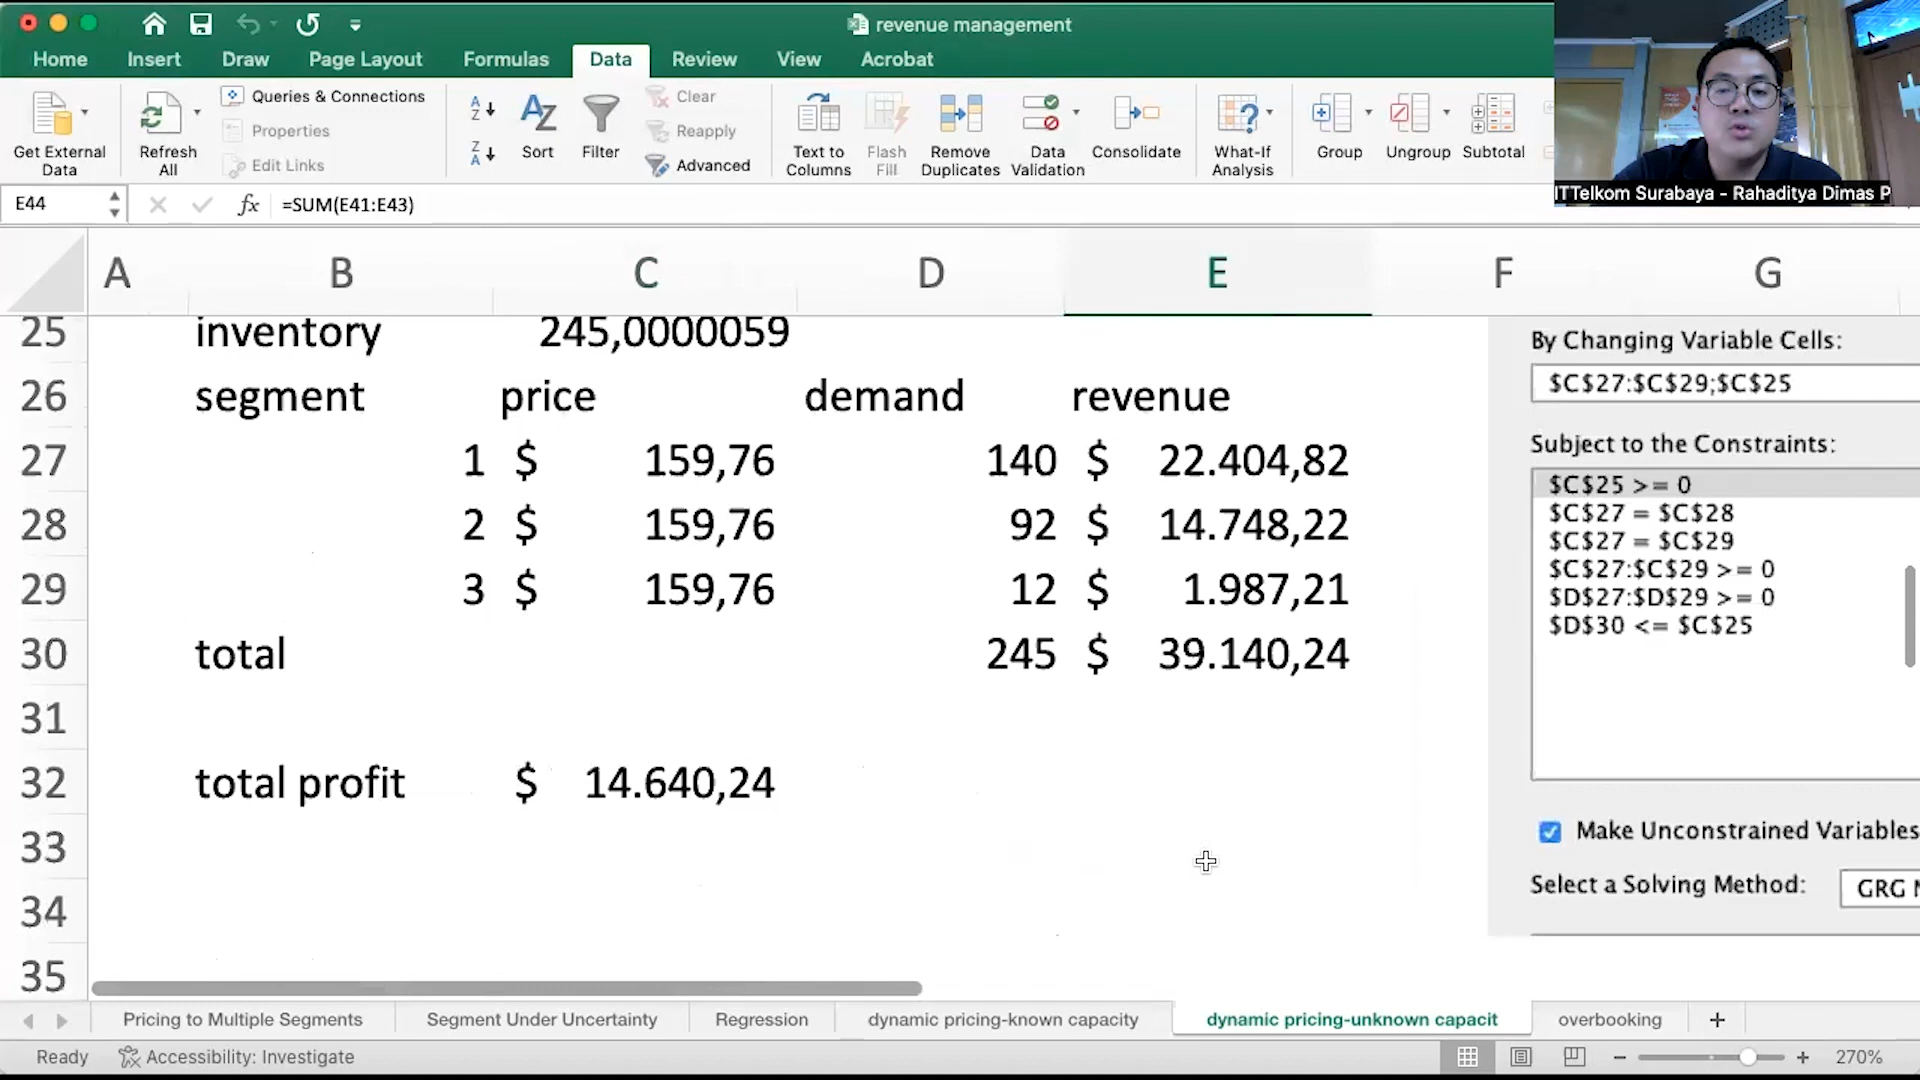 revenue management
Home Insert Draw Page Layout Formulas Data Review View Acrobat
Get External Data
Refresh All
Queries & Connections
Properties
Edit Links
Sort
Filter
Clear
Reapply
Advanced
Text to Columns
Flash Fill
Remove Duplicates
Data Validation
Consolidate
What-If Analysis
Group
Ungroup
Subtotal
ITTelkom Surabaya - Rahaditya Dimas P
E44 fx =SUM(E41:E43)
A B C D E F G
25 inventory 245,0000059
26 segment price demand revenue
27 1 $ 159,76 140 $ 22.404,82
28 2 $ 159,76 92 $ 14.748,22
29 3 $ 159,76 12 $ 1.987,21
30 total 245 $ 39.140,24
31
32 total profit $ 14.640,24
33
34
35
By Changing Variable Cells:
$C$27:$C$29;$C$25
Subject to the Constraints:
$C$25 >= 0
$C$27 = $C$28
$C$27 = $C$29
$C$27:$C$29 >= 0
$D$27:$D$29 >= 0
$D$30 <= $C$25
Make Unconstrained Variables
Select a Solving Method: GRG
Pricing to Multiple Segments Segment Under Uncertainty Regression dynamic pricing-known capacity dynamic pricing-unknown capacit overbooking +
Ready Accessibility: Investigate 270%